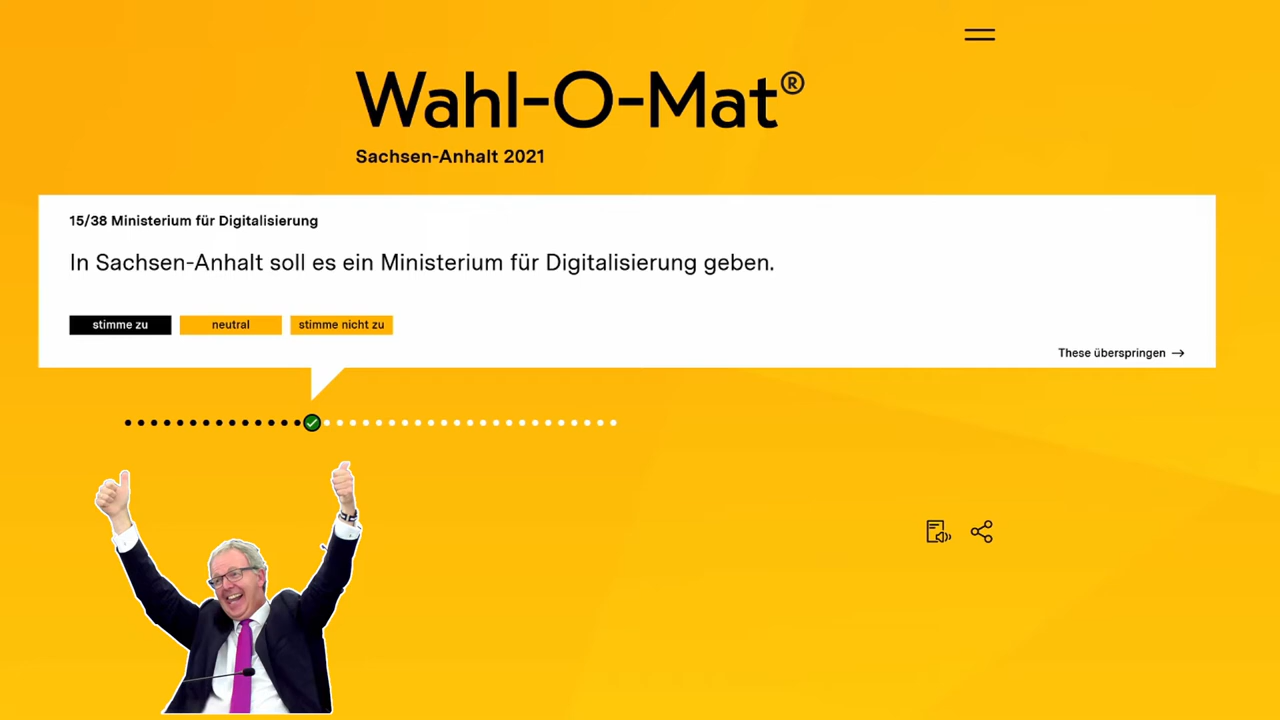 Wahl-O-Mat®
Sachsen-Anhalt 2021
15/38 Ministerium für Digitalisierung
In Sachsen-Anhalt soll es ein Ministerium für Digitalisierung geben.
stimme zu neutral stimme nicht zu
These überspringen →